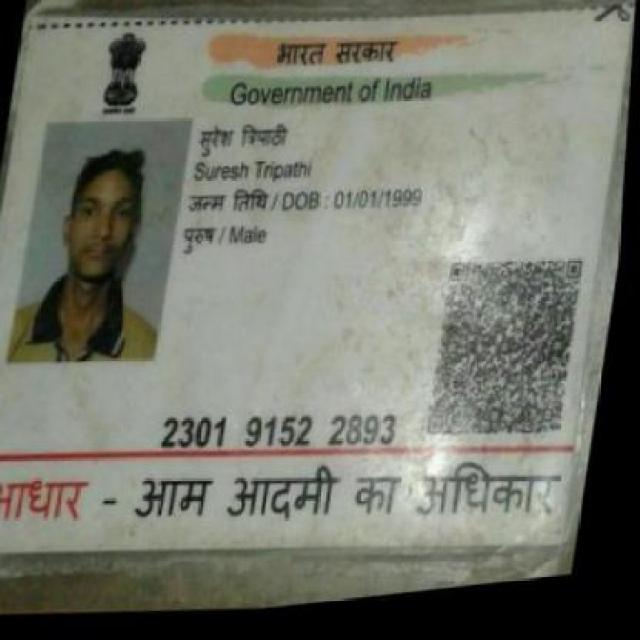 भारत सरकार
Government of India
सुरेश त्रिपाठी
Suresh Tripathi
जन्म तिथि / DOB : 01/01/1999
पुरुष / Male
2301 9152 2893
आधार - आम आदमी का अधिकार